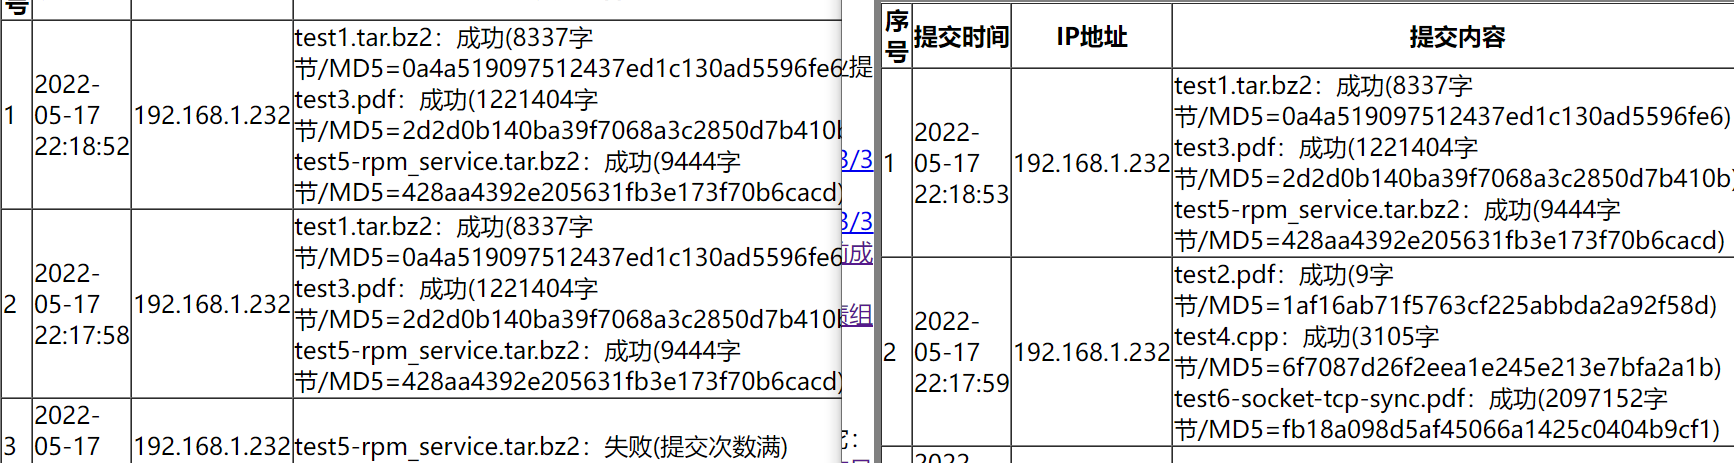 号
1
2022-
05-17
22:18:52
192.168.1.232
test1.tar.bz2：成功(8337字
节/MD5=0a4a519097512437ed1c130ad5596fe6
test3.pdf：成功(1221404字
节/MD5=2d2d0b140ba39f7068a3c2850d7b410b
test5-rpm_service.tar.bz2：成功(9444字
节/MD5=428aa4392e205631fb3e173f70b6cacd)
2
2022-
05-17
22:17:58
192.168.1.232
test1.tar.bz2：成功(8337字
节/MD5=0a4a519097512437ed1c130ad5596fe6
test3.pdf：成功(1221404字
节/MD5=2d2d0b140ba39f7068a3c2850d7b410b
test5-rpm_service.tar.bz2：成功(9444字
节/MD5=428aa4392e205631fb3e173f70b6cacd)
3
2022-
05-17
192.168.1.232
test5-rpm_service.tar.bz2：失败(提交次数满)
提
3/3
3/3
成
组
序
号
提交时间
IP地址
提交内容
1
2022-
05-17
22:18:53
192.168.1.232
test1.tar.bz2：成功(8337字
节/MD5=0a4a519097512437ed1c130ad5596fe6)
test3.pdf：成功(1221404字
节/MD5=2d2d0b140ba39f7068a3c2850d7b410b)
test5-rpm_service.tar.bz2：成功(9444字
节/MD5=428aa4392e205631fb3e173f70b6cacd)
2
2022-
05-17
22:17:59
192.168.1.232
test2.pdf：成功(9字
节/MD5=1af16ab71f5763cf225abbda2a92f58d)
test4.cpp：成功(3105字
节/MD5=6f7087d26f2eea1e245e213e7bfa2a1b)
test6-socket-tcp-sync.pdf：成功(2097152字
节/MD5=fb18a098d5af45066a1425c0404b9cf1)
2022-